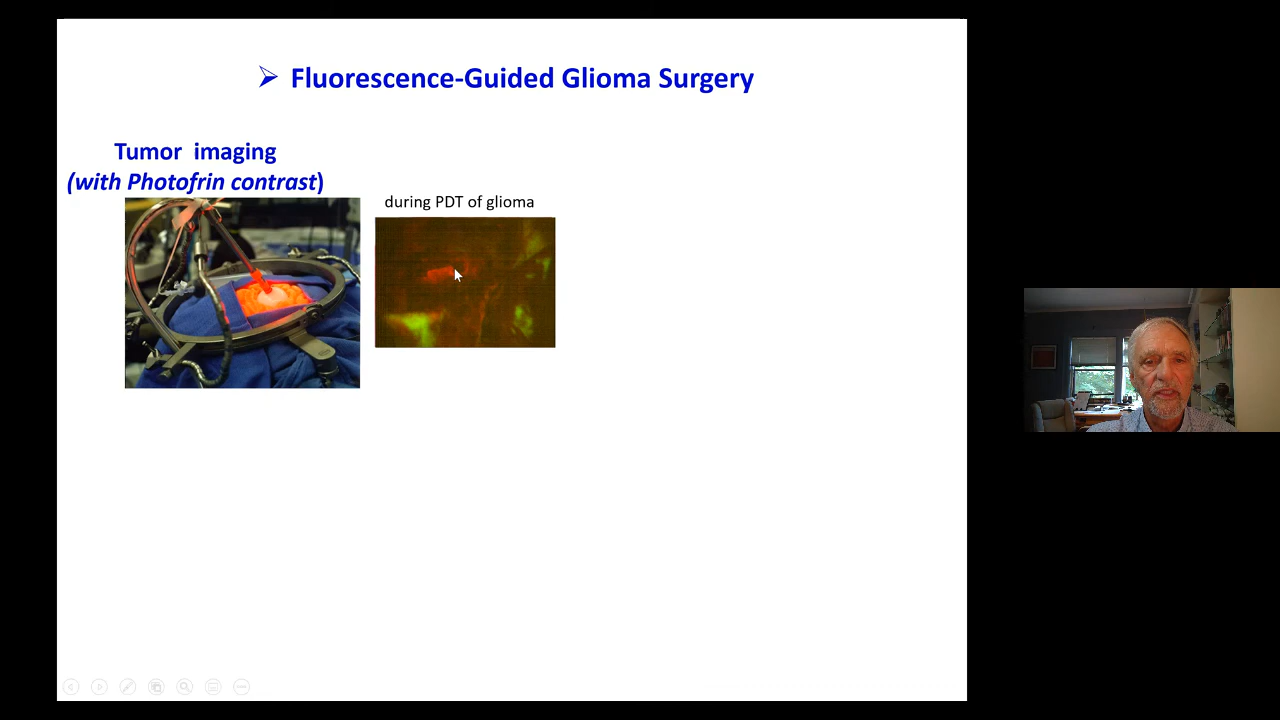 ➢ Fluorescence-Guided Glioma Surgery
Tumor imaging
(with Photofrin contrast)
during PDT of glioma